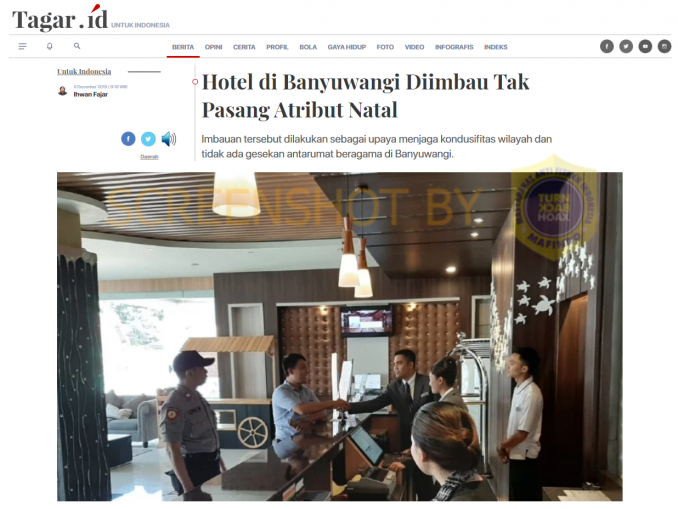 Tagar.id UNTUK INDONESIA
BERITA OPINI CERITA PROFIL BOLA GAYA HIDUP FOTO VIDEO INFOGRAFIS INDEKS
Untuk Indonesia
Ihwan Fajar
Daerah
Hotel di Banyuwangi Diimbau Tak
Pasang Atribut Natal
Imbauan tersebut dilakukan sebagai upaya menjaga kondusifitas wilayah dan
tidak ada gesekan antarumat beragama di Banyuwangi.
SCREENSHOT BY
TURN
BACK
HOAX
MAFINDO